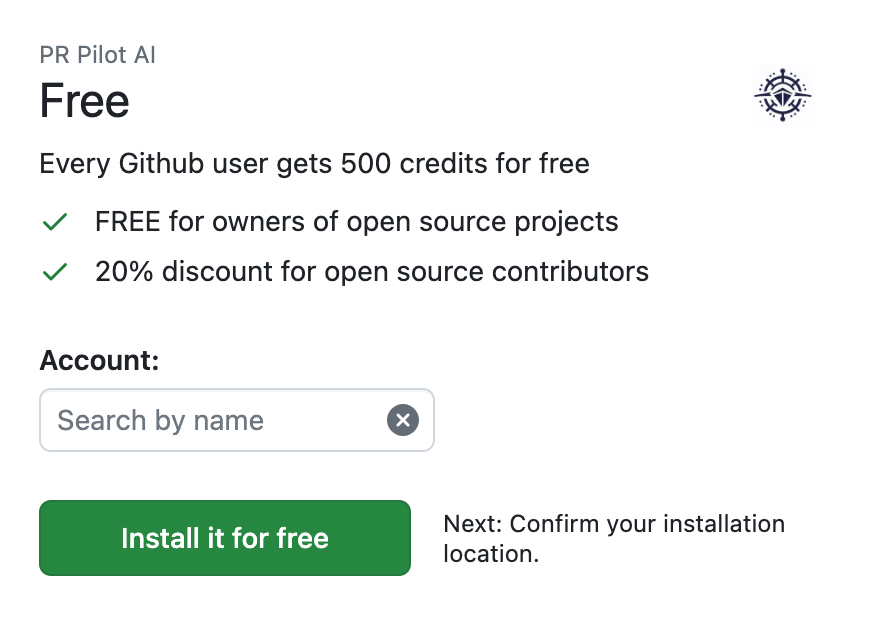 PR Pilot AI
Free
Every Github user gets 500 credits for free
FREE for owners of open source projects
20% discount for open source contributors
Account:
Search by name
Install it for free
Next: Confirm your installation
location.